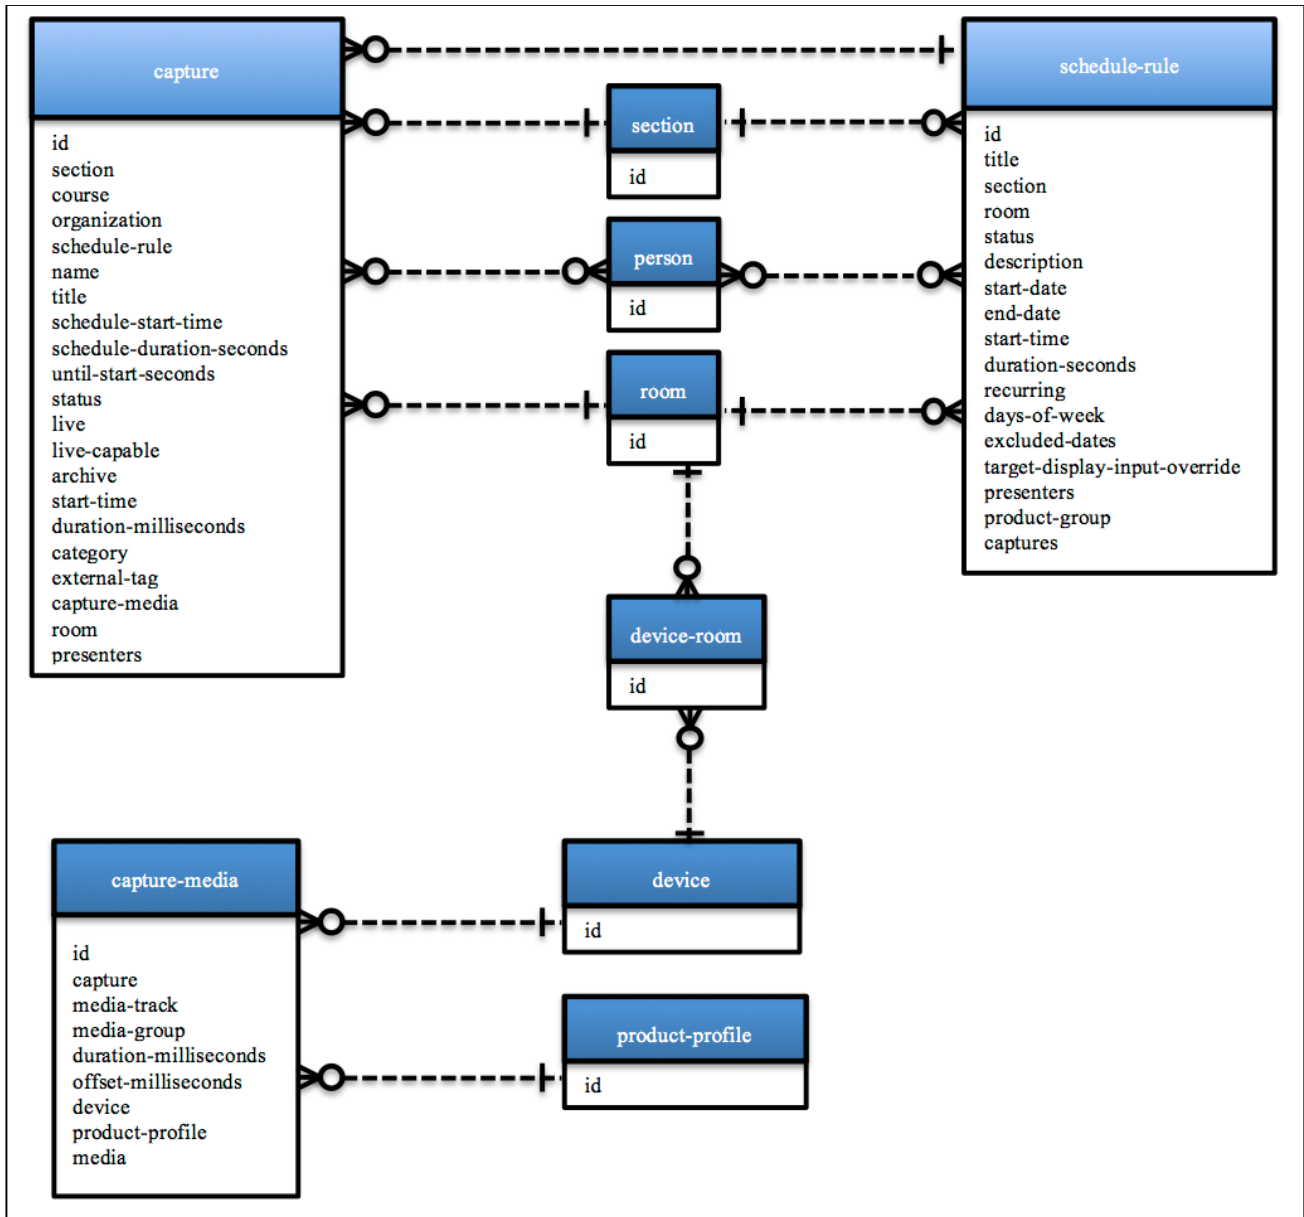 capture
id
section
course
organization
schedule-rule
name
title
schedule-start-time
schedule-duration-seconds
until-start-seconds
status
live
live-capable
archive
start-time
duration-milliseconds
category
external-tag
capture-media
room
presenters
section
id
person
id
room
id
schedule-rule
id
title
section
room
status
description
start-date
end-date
start-time
duration-seconds
recurring
days-of-week
excluded-dates
target-display-input-override
presenters
product-group
captures
device-room
id
capture-media
id
capture
media-track
media-group
duration-milliseconds
offset-milliseconds
device
product-profile
media
device
id
product-profile
id